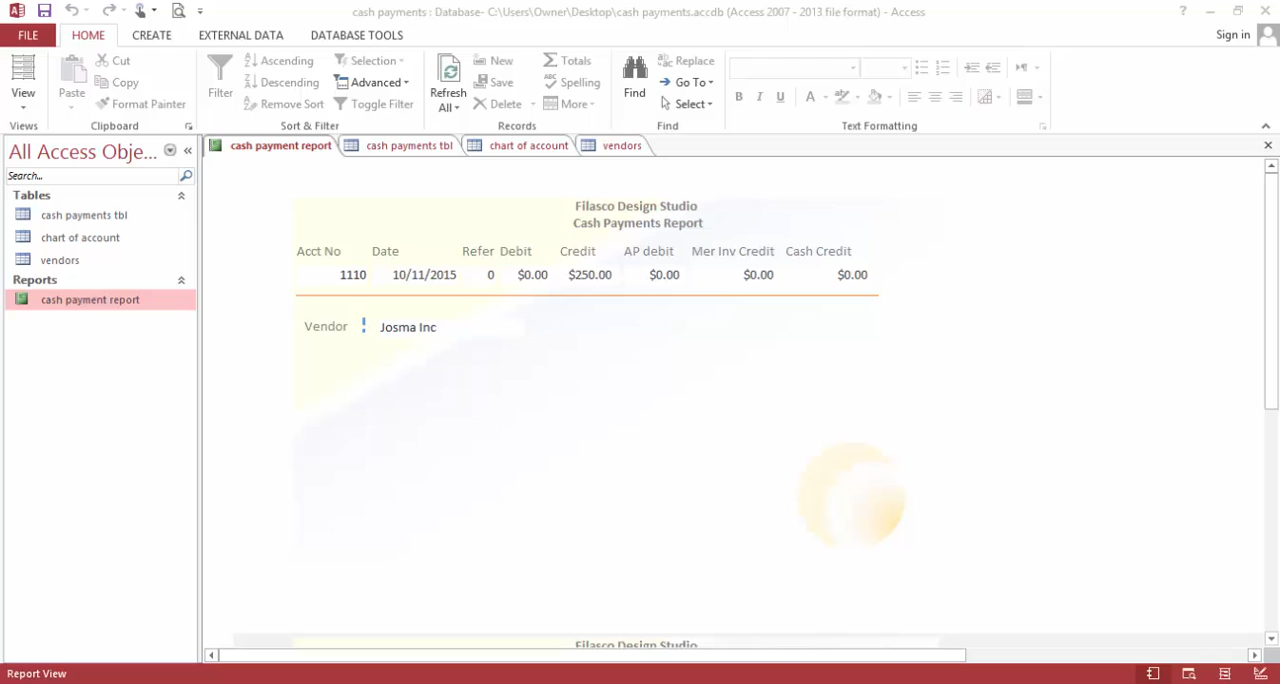 cash payments : Database- C:\Users\Owner\Desktop\cash payments.accdb (Access 2007 - 2013 file format) - Access
FILE HOME CREATE EXTERNAL DATA DATABASE TOOLS Sign in
View
Views
Paste
Cut
Copy
Format Painter
Clipboard
Filter
Ascending
Descending
Remove Sort
Selection
Advanced
Toggle Filter
Sort & Filter
Refresh
All
New
Save
Delete
Totals
Spelling
More
Records
Find
Replace
Go To
Select
Find
B I U A
Text Formatting
All Access Obje...
Search...
Tables
cash payments tbl
chart of account
vendors
Reports
cash payment report
cash payment report cash payments tbl chart of account vendors
Filasco Design Studio
Cash Payments Report
Acct No Date Refer Debit Credit AP debit Mer Inv Credit Cash Credit
1110 10/11/2015 0 $0.00 $250.00 $0.00 $0.00 $0.00
Vendor Josma Inc
Filasco Design Studio
Report View